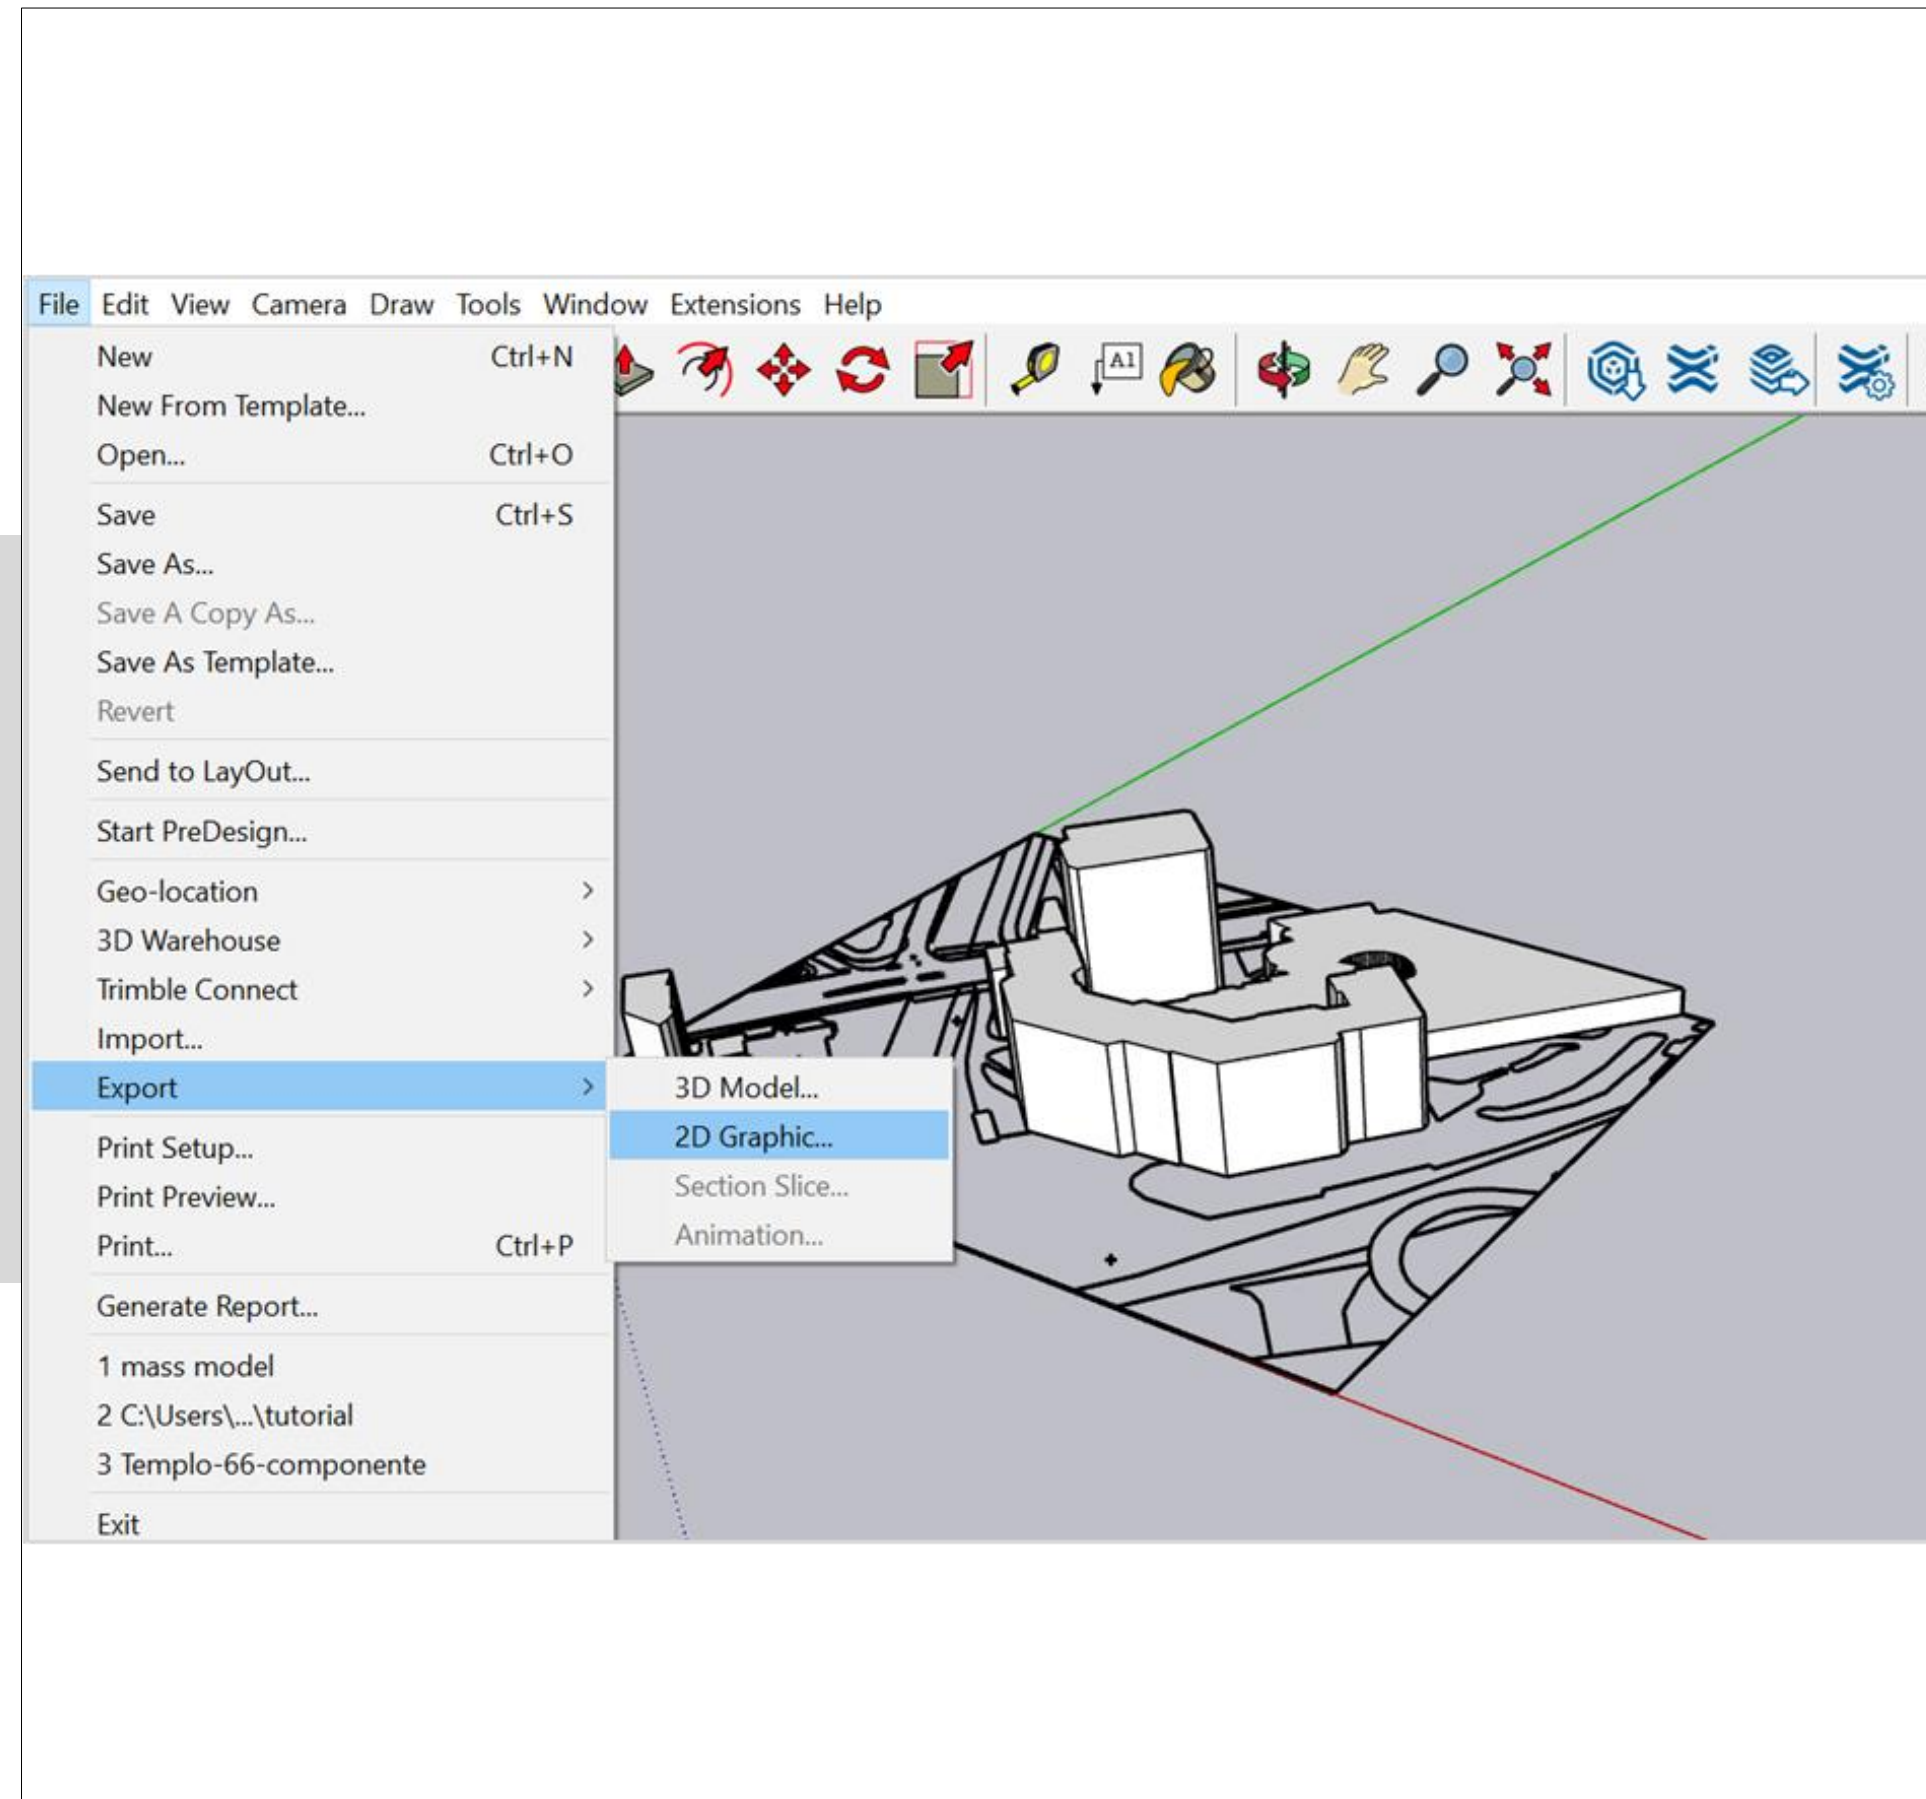 File Edit View Camera Draw Tools Window Extensions Help
New Ctrl+N
New From Template...
Open... Ctrl+O
Save Ctrl+S
Save As...
Save A Copy As...
Save As Template...
Revert
Send to LayOut...
Start PreDesign...
Geo-location
3D Warehouse
Trimble Connect
Import...
Export
3D Model...
2D Graphic...
Section Slice...
Animation...
Print Setup...
Print Preview...
Print... Ctrl+P
Generate Report...
1 mass model
2 C:\Users\...\tutorial
3 Templo-66-componente
Exit
A1